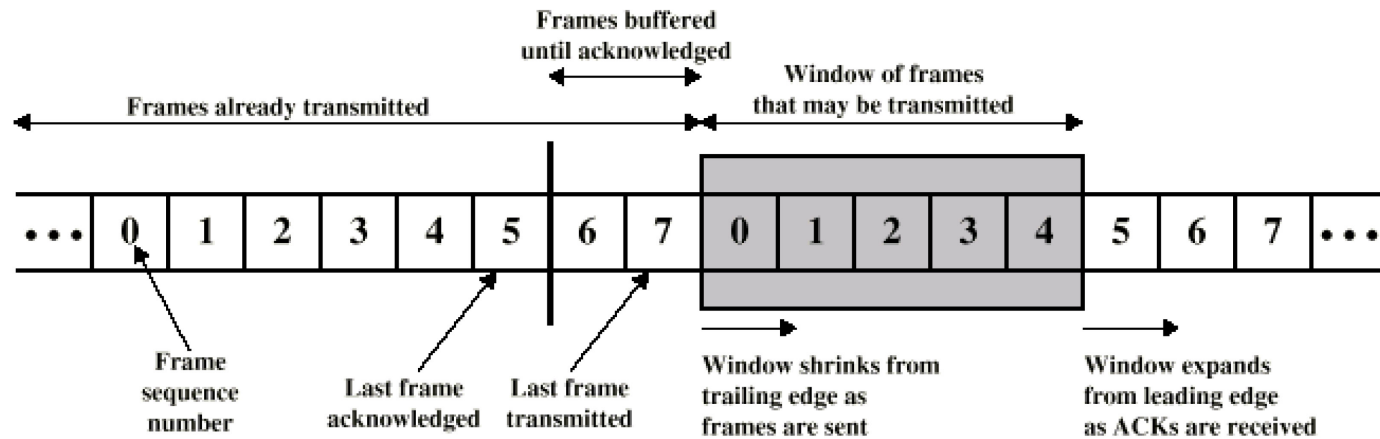 Frames buffered
until acknowledged
Window of frames
that may be transmitted
Frames already transmitted
••• 0 1 2 3 4 5 6 7 0 1 2 3 4 5 6 7 •••
Frame
sequence
number
Last frame
acknowledged
Last frame
transmitted
Window shrinks from
trailing edge as
frames are sent
Window expands
from leading edge
as ACKs are received